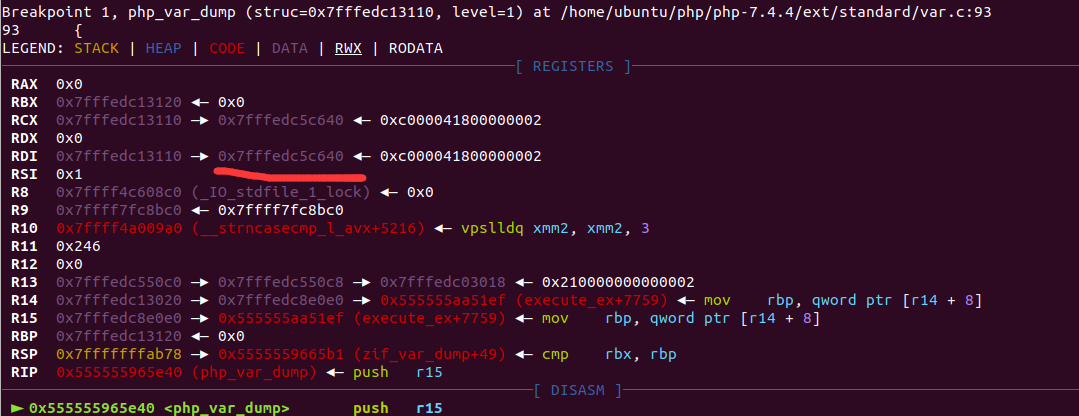 Breakpoint 1, php_var_dump (struc=0x7fffedc13110, level=1) at /home/ubuntu/php/php-7.4.4/ext/standard/var.c:93
93 {
LEGEND: STACK | HEAP | CODE | DATA | RWX | RODATA
[ REGISTERS ]
RAX 0x0
RBX 0x7fffedc13120 ◂— 0x0
RCX 0x7fffedc13110 —▸ 0x7fffedc5c640 ◂— 0xc000041800000002
RDX 0x0
RDI 0x7fffedc13110 —▸ 0x7fffedc5c640 ◂— 0xc000041800000002
RSI 0x1
R8 0x7ffff4c608c0 (_IO_stdfile_1_lock) ◂— 0x0
R9 0x7ffff7fc8bc0 ◂— 0x7ffff7fc8bc0
R10 0x7ffff4a009a0 (__strncasecmp_l_avx+5216) ◂— vpslldq xmm2, xmm2, 3
R11 0x246
R12 0x0
R13 0x7fffedc550c0 —▸ 0x7fffedc550c8 —▸ 0x7fffedc03018 ◂— 0x210000000000002
R14 0x7fffedc13020 —▸ 0x7fffedc8e0e0 —▸ 0x555555aa51ef (execute_ex+7759) ◂— mov rbp, qword ptr [r14 + 8]
R15 0x7fffedc8e0e0 —▸ 0x555555aa51ef (execute_ex+7759) ◂— mov rbp, qword ptr [r14 + 8]
RBP 0x7fffedc13120 ◂— 0x0
RSP 0x7fffffffab78 —▸ 0x5555559665b1 (zif_var_dump+49) ◂— cmp rbx, rbp
RIP 0x555555965e40 (php_var_dump) ◂— push r15
[ DISASM ]
► 0x555555965e40 <php_var_dump> push r15